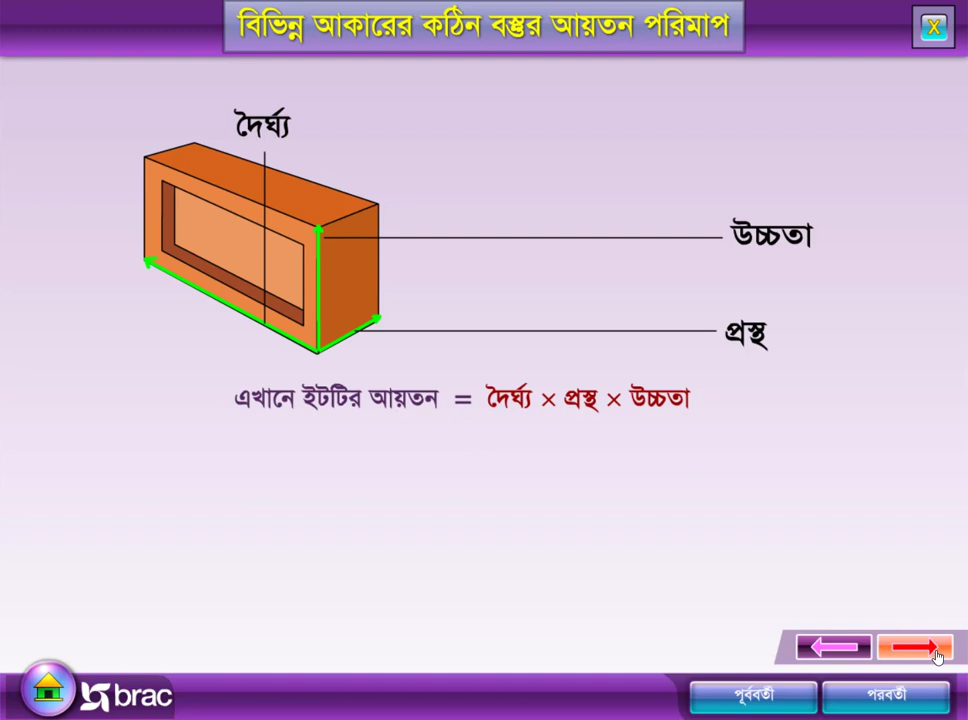 বিভিন্ন আকারের কঠিন বস্তুর আয়তন পরিমাপ
X
দৈর্ঘ্য
উচ্চতা
প্রস্থ
এখানে ইটটির আয়তন = দৈর্ঘ্য × প্রস্থ × উচ্চতা
brac
পূর্ববর্তী
পরবর্তী